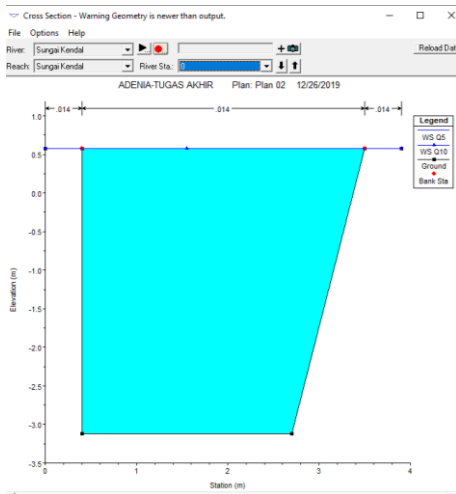 Cross Section - Warning Geometry is newer than output.
File Options Help
River: Sungai Kendal Reload Dat
Reach: Sungai Kendal River Sta.: 0
ADENIA-TUGAS AKHIR Plan: Plan 02 12/26/2019
.014 .014 .014
Legend
WS Q5
WS Q10
Ground
Bank Sta
1.0
0.5
0.0
-0.5
-1.0
-1.5
-2.0
-2.5
-3.0
-3.5
Elevation (m)
0 1 2 3 4
Station (m)